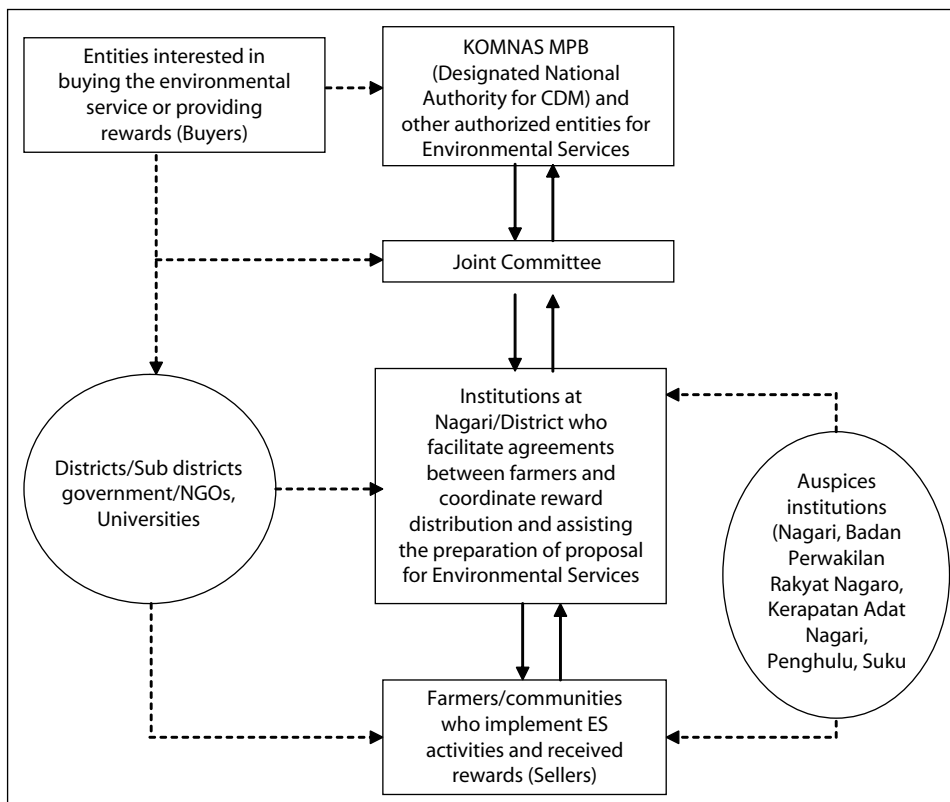 Entities interested in
buying the environmental
service or providing
rewards (Buyers)
KOMNAS MPB
(Designated National
Authority for CDM) and
other authorized entities for
Environmental Services
Joint Committee
Institutions at
Nagari/District who
facilitate agreements
between farmers and
coordinate reward
distribution and assisting
the preparation of proposal
for Environmental Services
Districts/Sub districts
government/NGOs,
Universities
Auspices
institutions
(Nagari, Badan
Perwakilan
Rakyat Nagaro,
Kerapatan Adat
Nagari,
Penghulu, Suku
Farmers/communities
who implement ES
activities and received
rewards (Sellers)